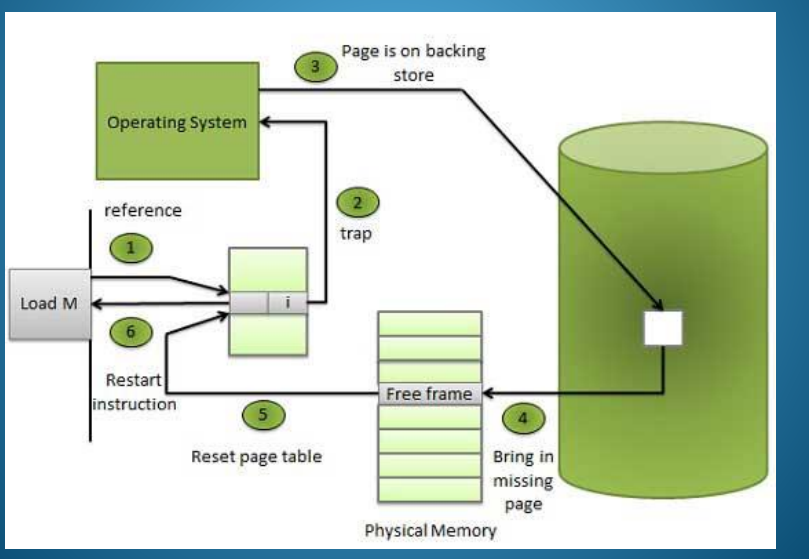 3
Page is on backing
store
Operating System
reference
2
trap
1
Load M
i
6
Restart
instruction
Free frame
5
4
Reset page table
Bring in
missing
page
Physical Memory